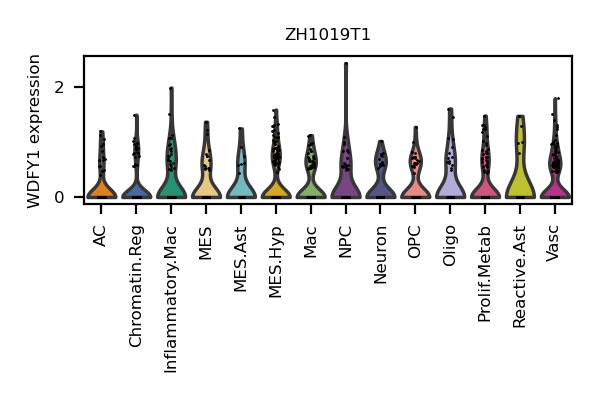 ZH1019T1
WDFY1 expression
2
0
AC
Chromatin.Reg
Inflammatory.Mac
MES
MES.Ast
MES.Hyp
Mac
NPC
Neuron
OPC
Oligo
Prolif.Metab
Reactive.Ast
Vasc